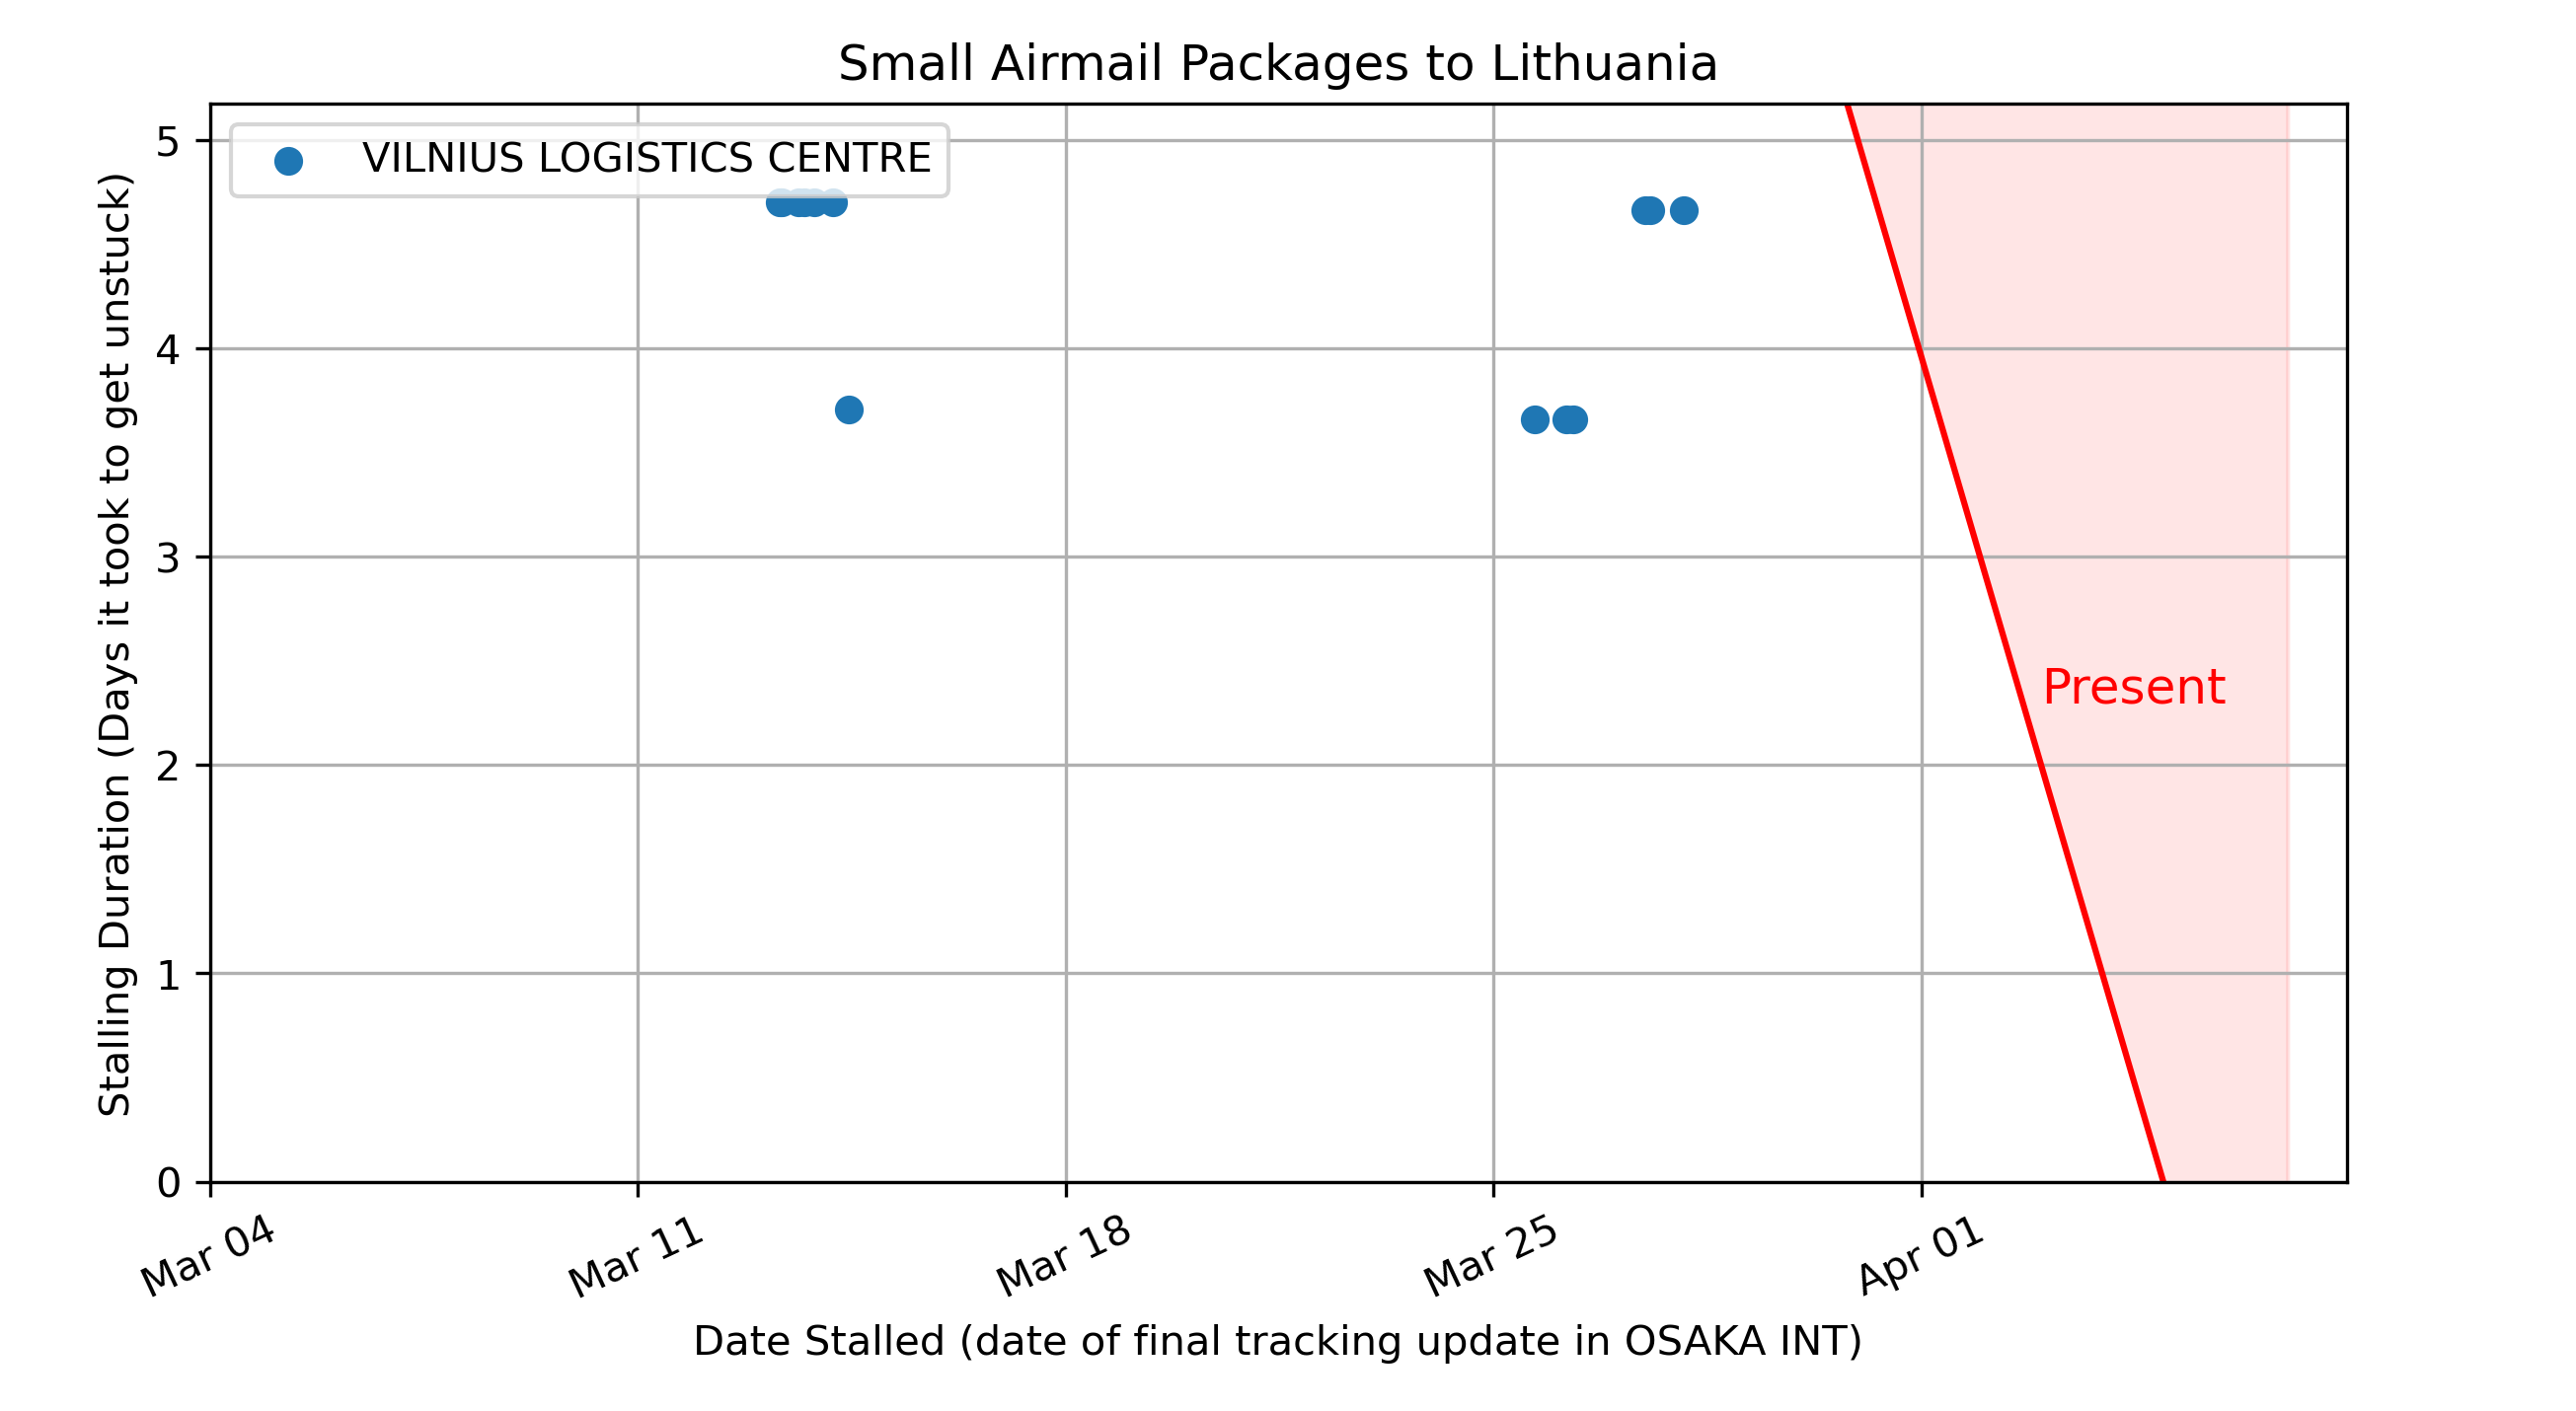 Small Airmail Packages to Lithuania
VILNIUS LOGISTICS CENTRE
Stalling Duration (Days it took to get unstuck)
5
4
3
2
1
0
Present
Mar 04
Mar 11
Mar 18
Mar 25
Apr 01
Date Stalled (date of final tracking update in OSAKA INT)